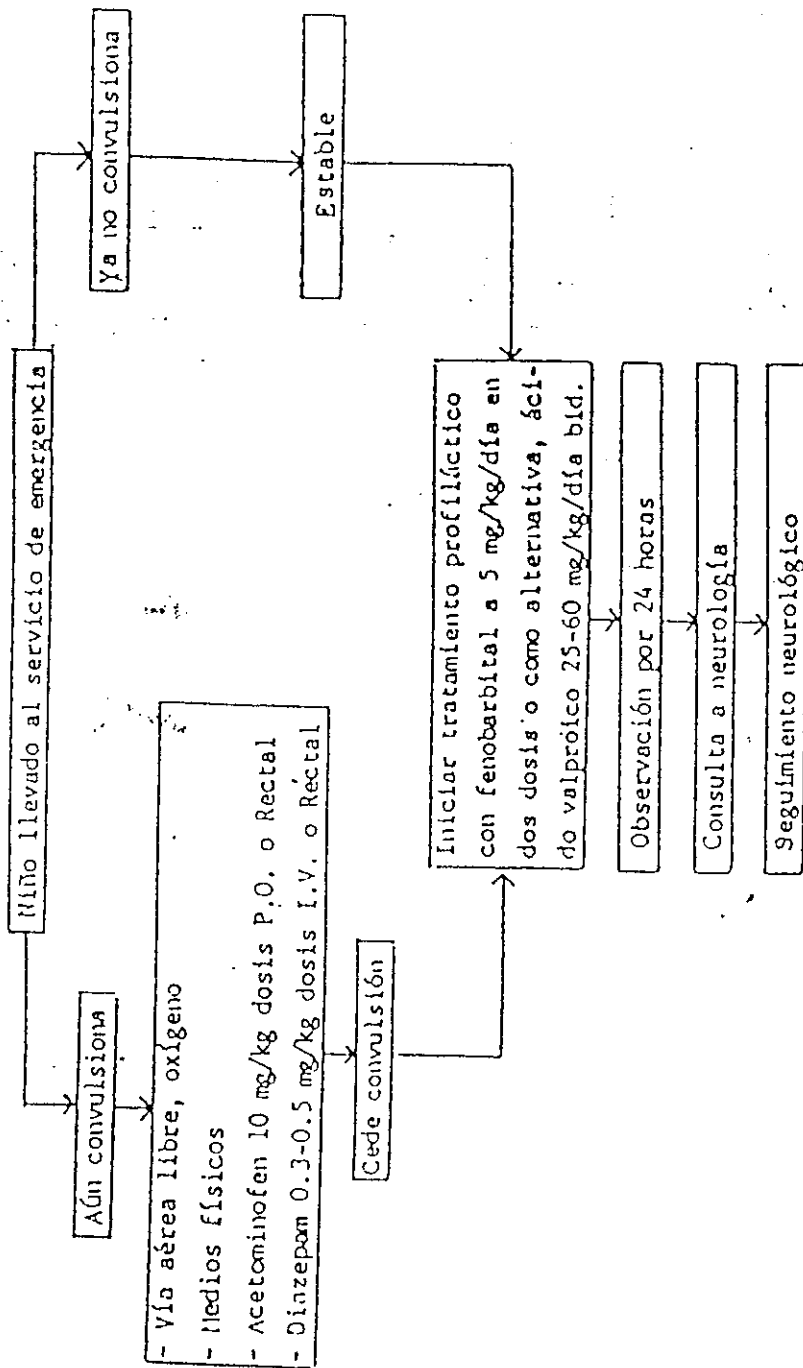 Niño llevado al servicio de emergencia
Aún convulsiona
Ya no convulsiona
- Vía aérea libre, oxígeno
- Medios físicos
- Acetominofen 10 mg/kg dosis P.O. o Rectal
- Diazepam 0.3-0.5 mg/kg dosis I.V. o Rectal
Estable
Cede convulsión
Iniciar tratamiento profiláctico
con fenobarbital a 5 mg/kg/día en
dos dosis o como alternativa, áci-
do valpróico 25-60 mg/kg/día bid.
Observación por 24 horas
Consulta a neurología
Seguimiento neurológico